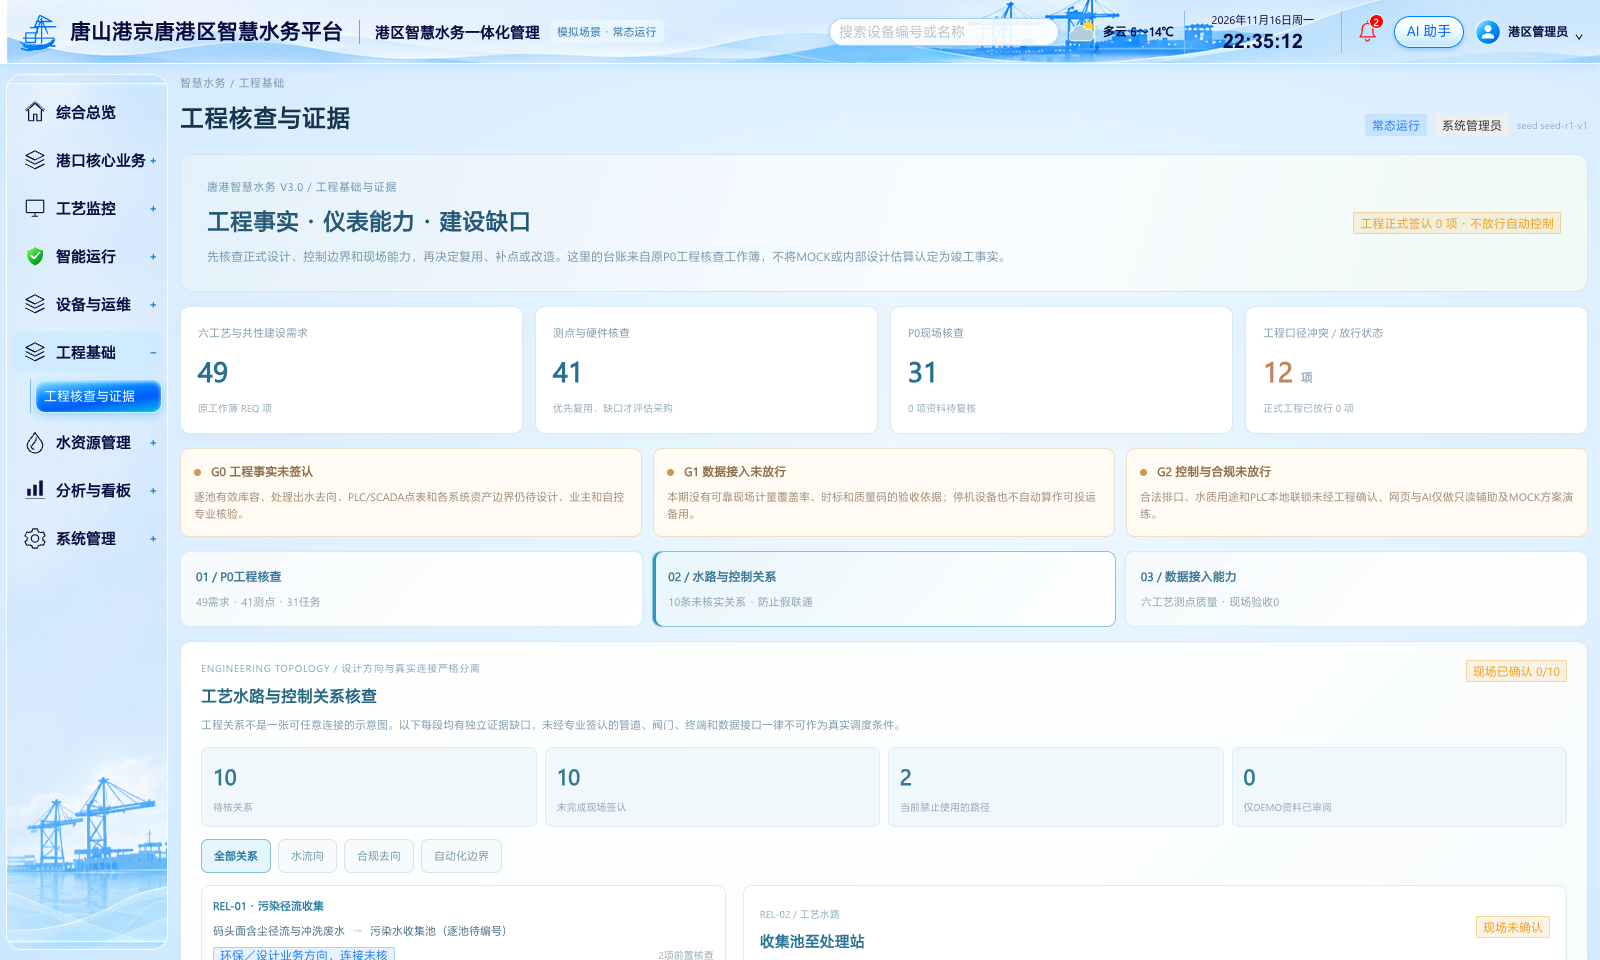 唐山港京唐港区智慧水务平台
港区智慧水务一体化管理
模拟场景 · 常态运行
搜索设备编号或名称
多云 6~14℃
2026年11月16日周一
22:35:12
2
AI 助手
港区管理员
综合总览
港口核心业务 +
工艺监控 +
智能运行 +
设备与运维 +
工程基础 −
工程核查与证据
水资源管理 +
分析与看板 +
系统管理 +
智慧水务 / 工程基础
工程核查与证据
常态运行
系统管理员
seed seed-r1-v1
唐港智慧水务 V3.0 / 工程基础与证据
工程事实 · 仪表能力 · 建设缺口
先核查正式设计、控制边界和现场能力，再决定复用、补点或改造。这里的台账来自原P0工程核查工作簿，不将MOCK或内部设计估算认定为竣工事实。
工程正式签认 0 项 · 不放行自动控制
六工艺与共性建设需求
49
原工作簿 REQ 项
测点与硬件核查
41
优先复用，缺口才评估采购
P0现场核查
31
0 项资料待复核
工程口径冲突 / 放行状态
12 项
正式工程已放行 0 项
G0 工程事实未签认
逐池有效库容、处理出水去向、PLC/SCADA点表和各系统资产边界仍待设计、业主和自控
专业核验。
G1 数据接入未放行
本期没有可靠现场计量覆盖率、时标和质量码的验收依据；停机设备也不自动算作可投运
备用。
G2 控制与合规未放行
合法排口、水质用途和PLC本地联锁未经工程确认，网页与AI仅做只读辅助及MOCK方案演
练。
01 / P0工程核查
49需求 · 41测点 · 31任务
02 / 水路与控制关系
10条未核实关系 · 防止假联通
03 / 数据接入能力
六工艺测点质量 · 现场验收0
ENGINEERING TOPOLOGY / 设计方向与真实连接严格分离
工艺水路与控制关系核查
工程关系不是一张可任意连接的示意图。以下每段均有独立证据缺口，未经专业签认的管道、阀门、终端和数据接口一律不可作为真实调度条件。
现场已确认 0/10
10
待核关系
10
未完成现场签认
2
当前禁止使用的路径
0
仅DEMO资料已审阅
全部关系
水流向
合规去向
自动化边界
REL-01 · 污染径流收集
码头面含尘径流与冲洗废水 → 污染水收集池（逐池待编号）
环保／设计业务方向，连接未核
2项前置核查
REL-02 / 工艺水路
收集池至处理站
现场未确认